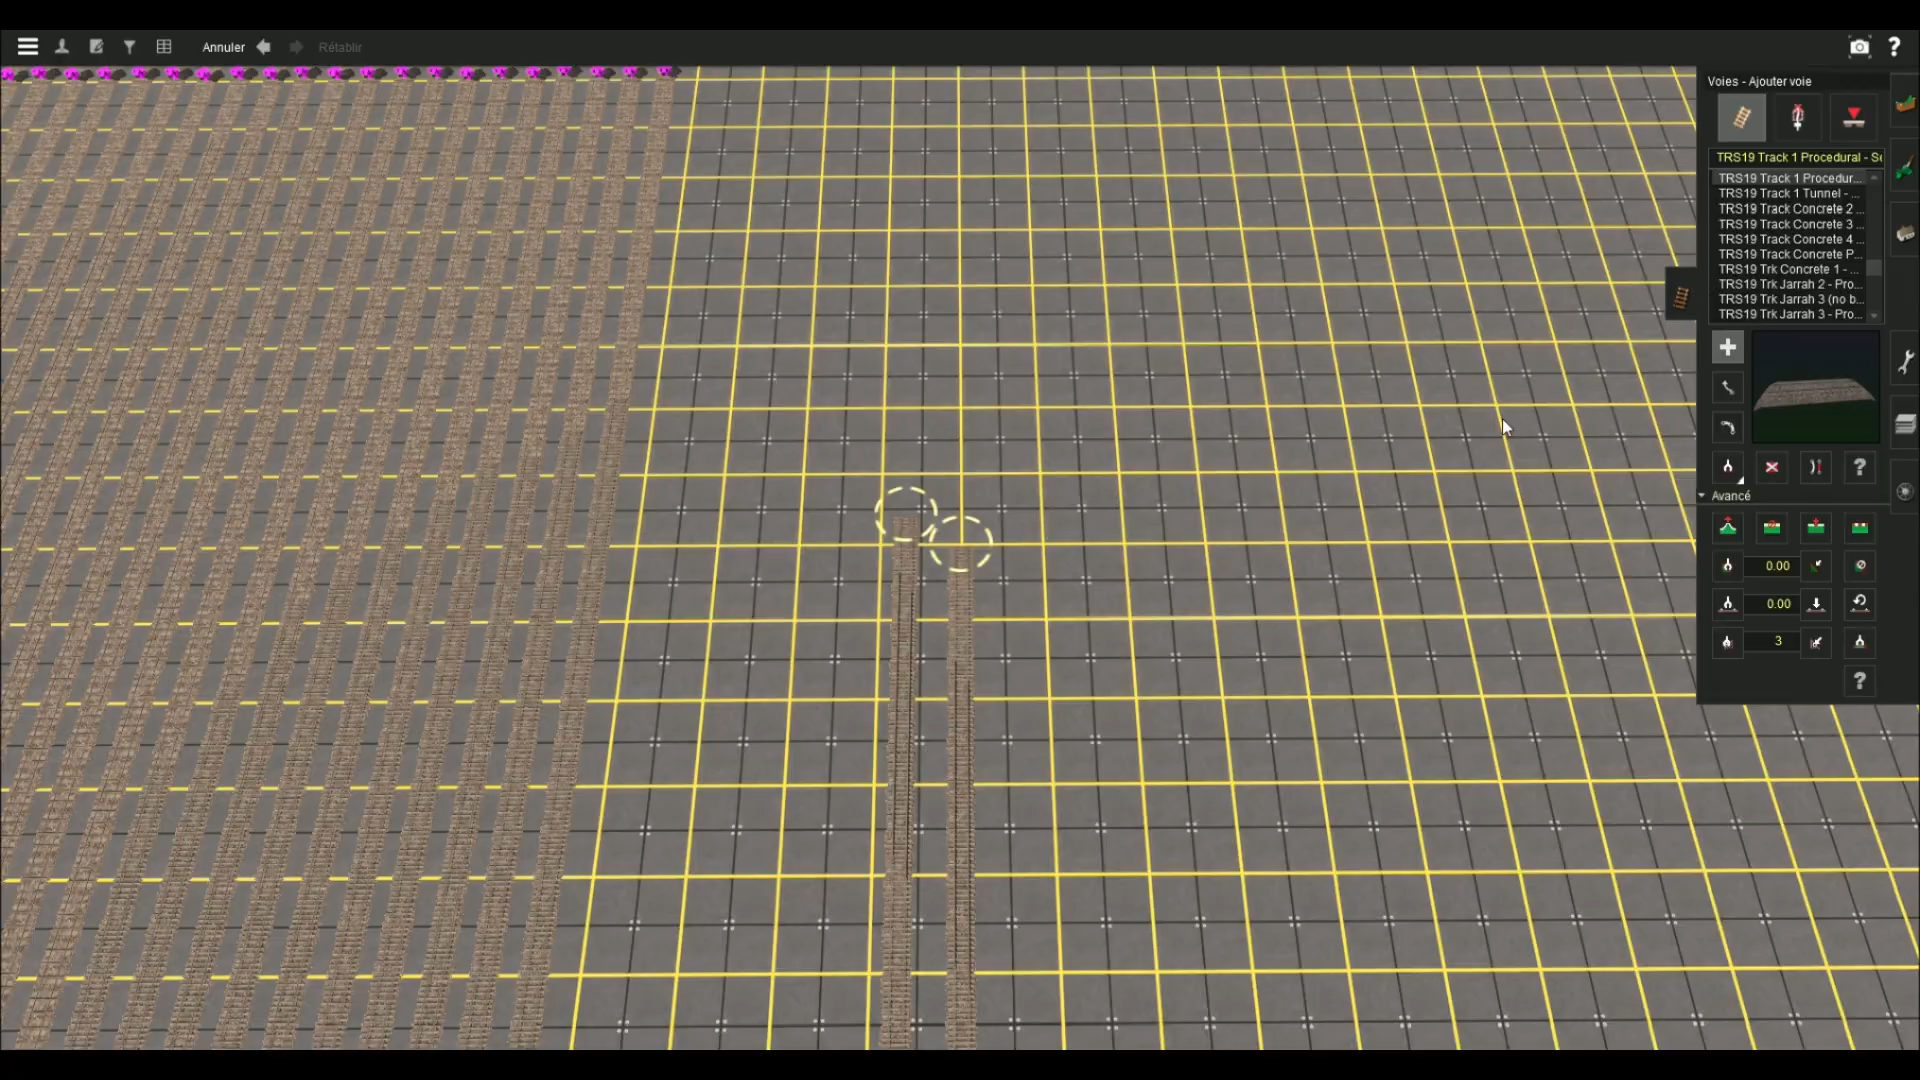 Annuler Rétablir ?
Voies - Ajouter voie
TRS19 Track 1 Procedural - Se
TRS19 Track 1 Procedur...
TRS19 Track 1 Tunnel - ...
TRS19 Track Concrete 2 ...
TRS19 Track Concrete 3 ...
TRS19 Track Concrete 4 ...
TRS19 Track Concrete P...
TRS19 Trk Concrete 1 - ...
TRS19 Trk Jarrah 2 - Pro...
TRS19 Trk Jarrah 3 (no b...
TRS19 Trk Jarrah 3 - Pro...
?
Avancé
0.00
0.00
3
?